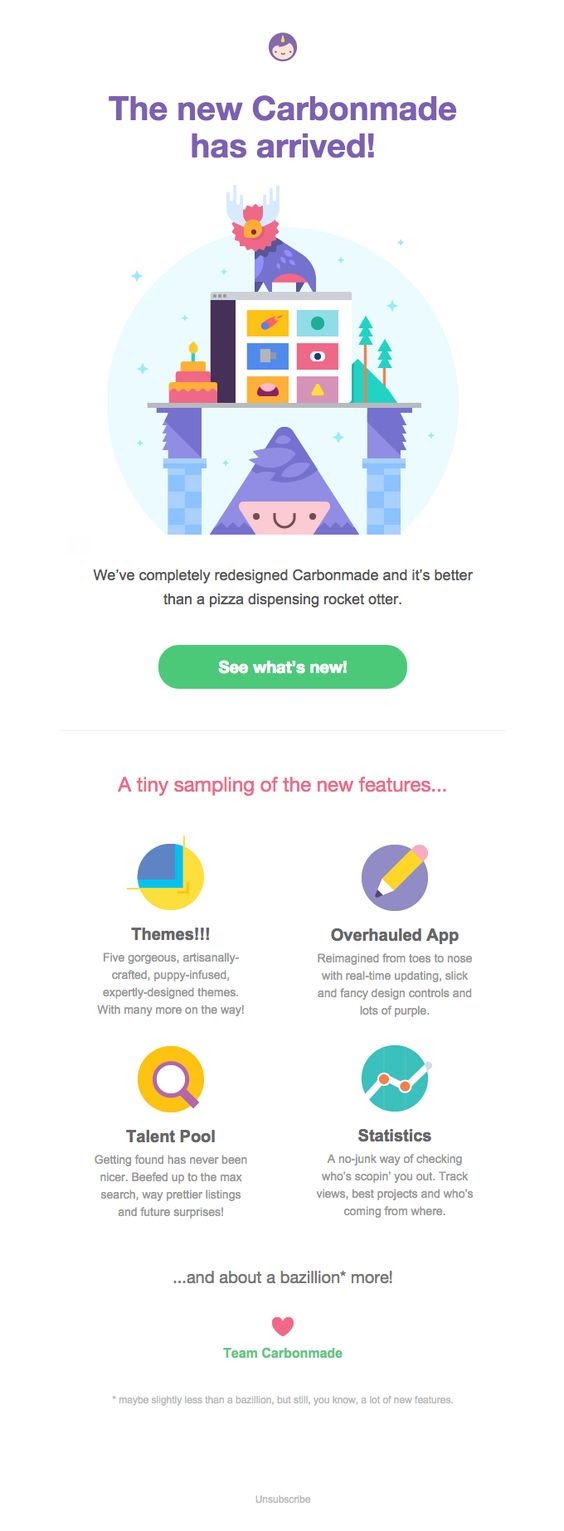 The new Carbonmade
has arrived!
We've completely redesigned Carbonmade and it's better
than a pizza dispensing rocket otter.
See what's new!
A tiny sampling of the new features...
Themes!!!
Five gorgeous, artisanally-
crafted, puppy-infused,
expertly-designed themes.
With many more on the way!
Overhauled App
Reimagined from toes to nose
with real-time updating, slick
and fancy design controls and
lots of purple.
Talent Pool
Getting found has never been
nicer. Beefed up to the max
search, way prettier listings
and future surprises!
Statistics
A no-junk way of checking
who's scopin' you out. Track
views, best projects and who's
coming from where.
...and about a bazillion* more!
Team Carbonmade
* maybe slightly less than a bazillion, but still, you know, a lot of new features.
Unsubscribe